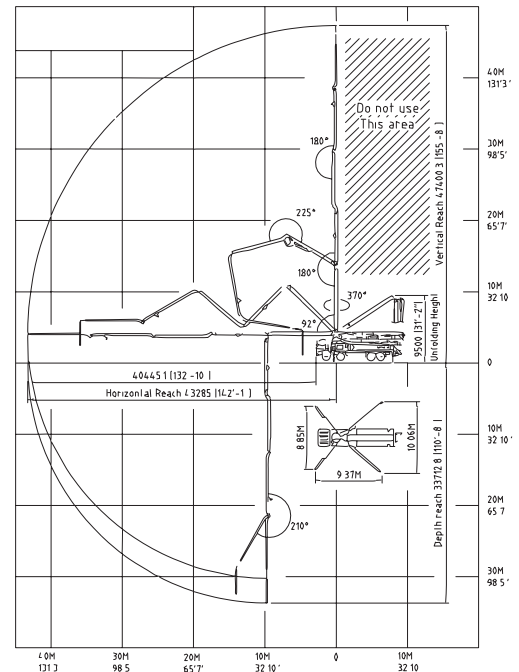 40M
131'3'
Do not use
This area
180°
30M
98'5'
Vertical Reach 47400 3 [155 -8 ]
225°
20M
65'7'
180°
370°
10M
32 10
92°
9500 [31'-2"]
Unfolding Height
0
40445 1 [132 -10 ]
Horizontal Reach 43285 [142'-1 ]
8 85M
10 06M
9 37M
10M
32 10'
Depth reach 33712 8 [110'-8 ]
210°
20M
65 7
30M
98 5'
40M
131 3
30M
98 5
20M
65'7'
10M
32 10'
0
10M
32 10